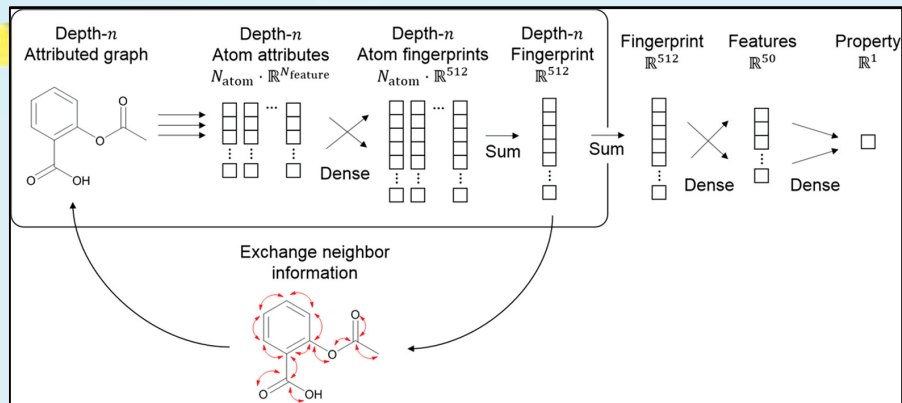 Depth-n
Attributed graph
Depth-n
Atom attributes
N_atom · ℝ^N_feature
Depth-n
Atom fingerprints
N_atom · ℝ^512
Depth-n
Fingerprint
ℝ^512
Fingerprint
ℝ^512
Features
ℝ^50
Property
ℝ^1
O
O
O
OH
...
...
Dense
Sum
Sum
Dense
Dense
Exchange neighbor
information
O
O
O
OH